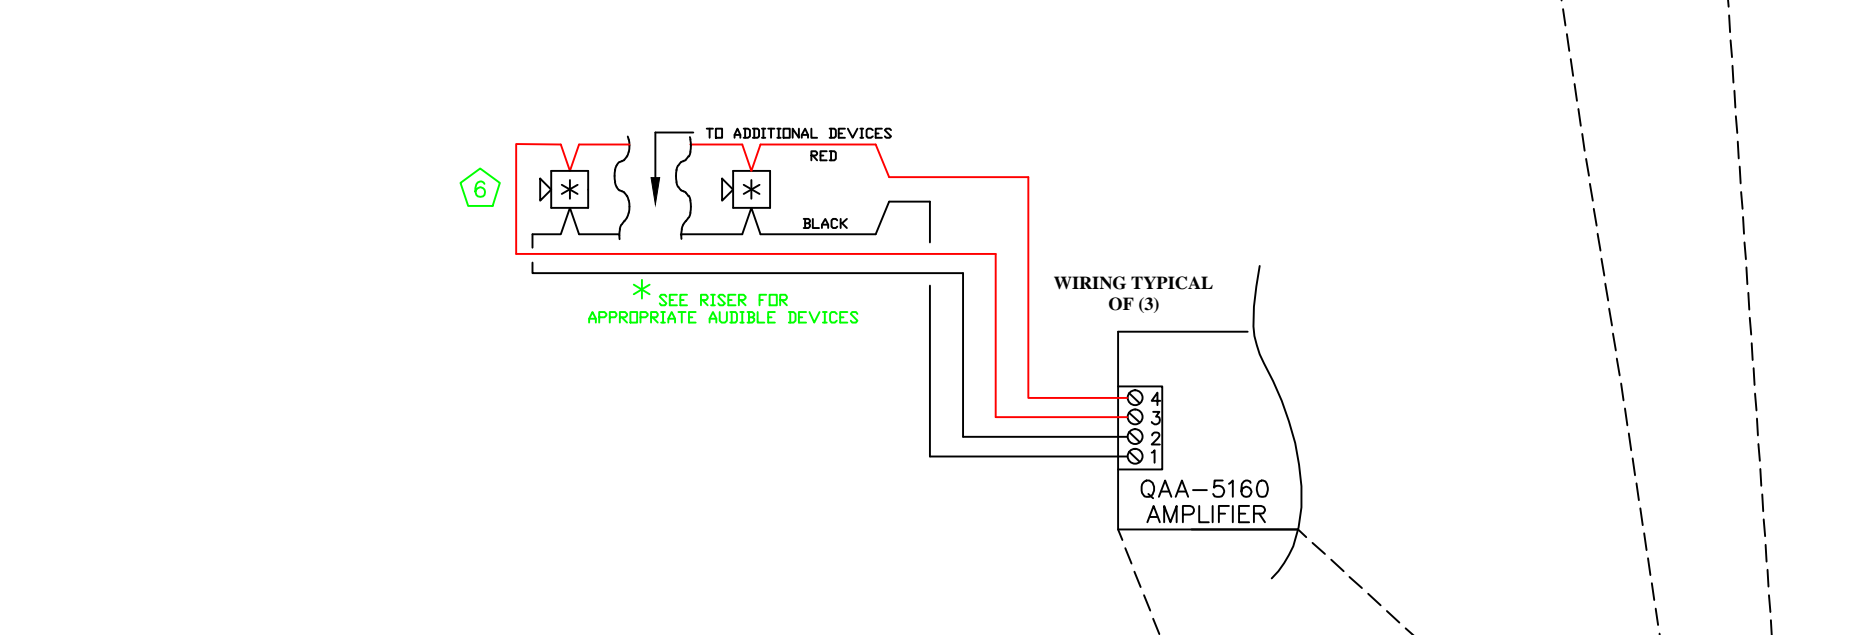 TO ADDITIONAL DEVICES
RED
6
* *
BLACK
* SEE RISER FOR
APPROPRIATE AUDIBLE DEVICES
WIRING TYPICAL
OF (3)
4
3
2
1
QAA-5160
AMPLIFIER